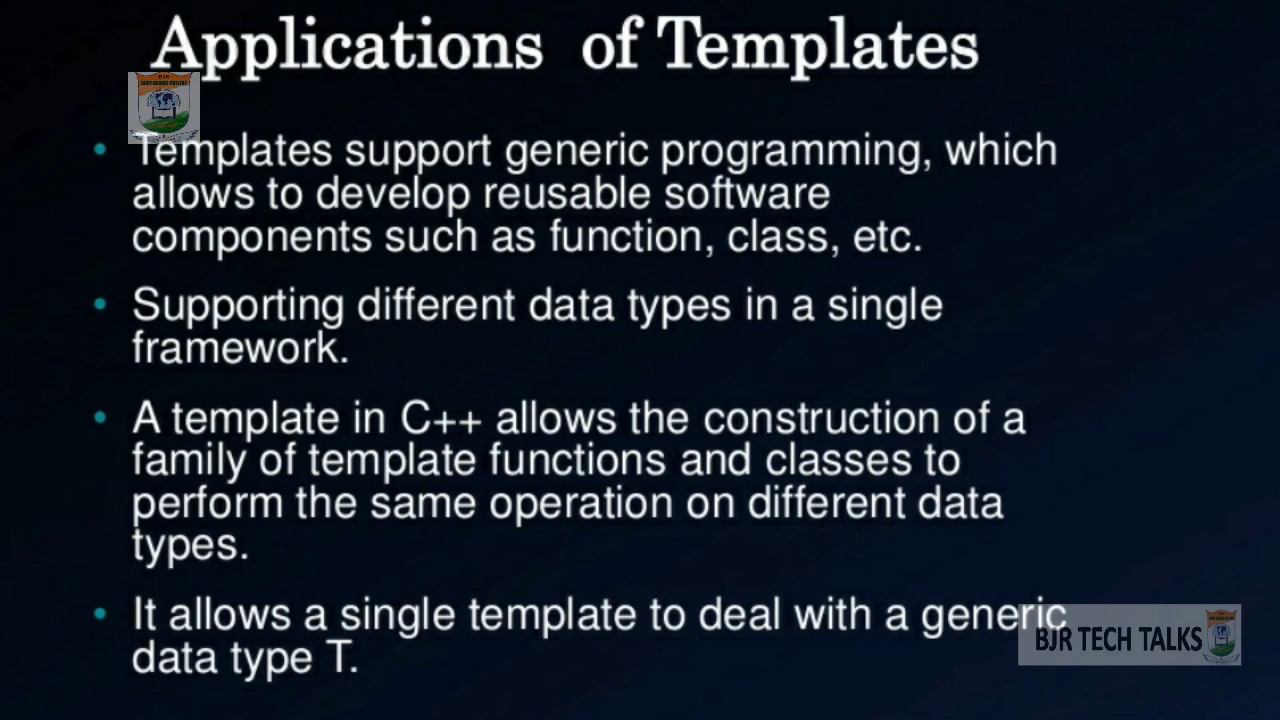 Applications of Templates
• Templates support generic programming, which
allows to develop reusable software
components such as function, class, etc.
• Supporting different data types in a single
framework.
• A template in C++ allows the construction of a
family of template functions and classes to
perform the same operation on different data
types.
• It allows a single template to deal with a generic
data type T.
BJR TECH TALKS